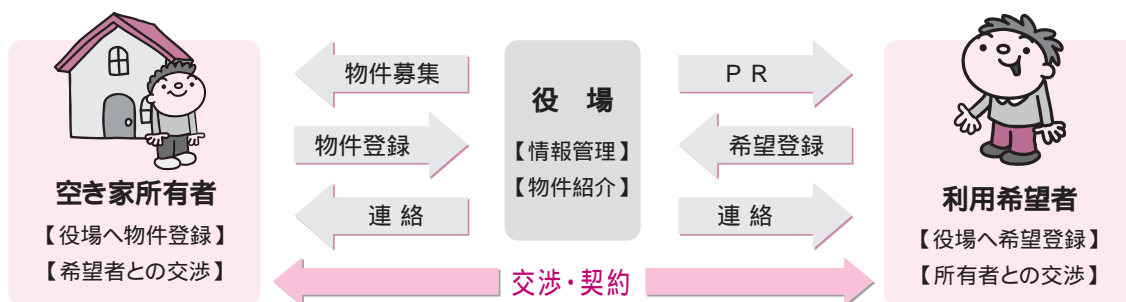 空き家所有者
【役場へ物件登録】
【希望者との交渉】
物件募集
物件登録
連 絡
役 場
【情報管理】
【物件紹介】
P R
希望登録
連 絡
利用希望者
【役場へ希望登録】
【所有者との交渉】
交渉・契約